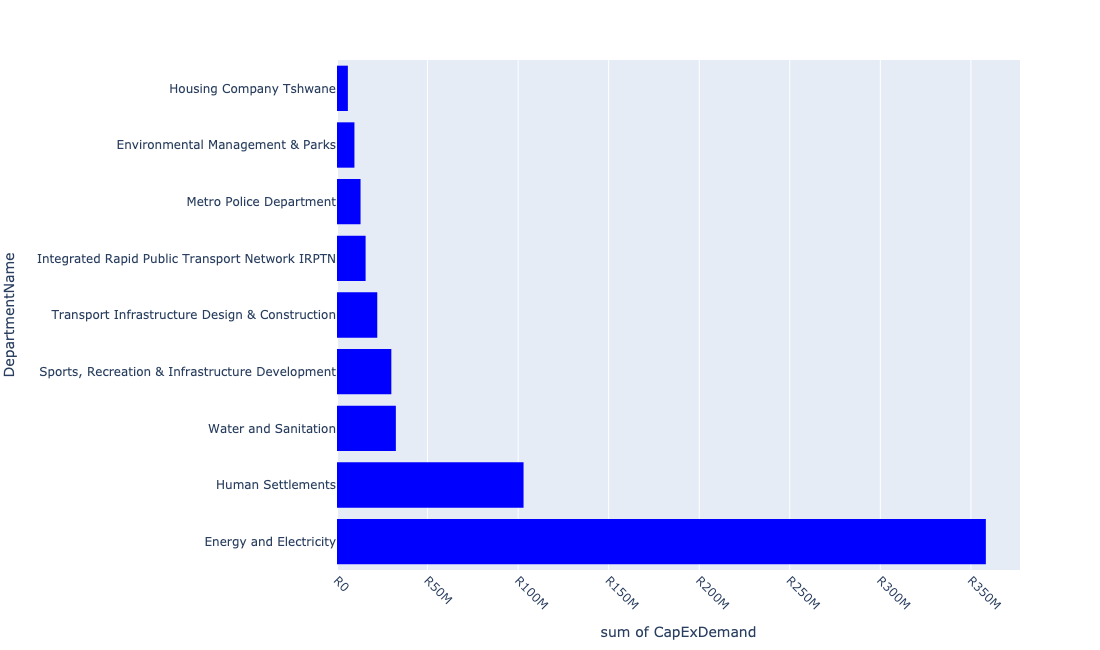 Housing Company Tshwane
Environmental Management & Parks
Metro Police Department
Integrated Rapid Public Transport Network IRPTN
Transport Infrastructure Design & Construction
Sports, Recreation & Infrastructure Development
Water and Sanitation
Human Settlements
Energy and Electricity
DepartmentName
R0
R50M
R100M
R150M
R200M
R250M
R300M
R350M
sum of CapExDemand